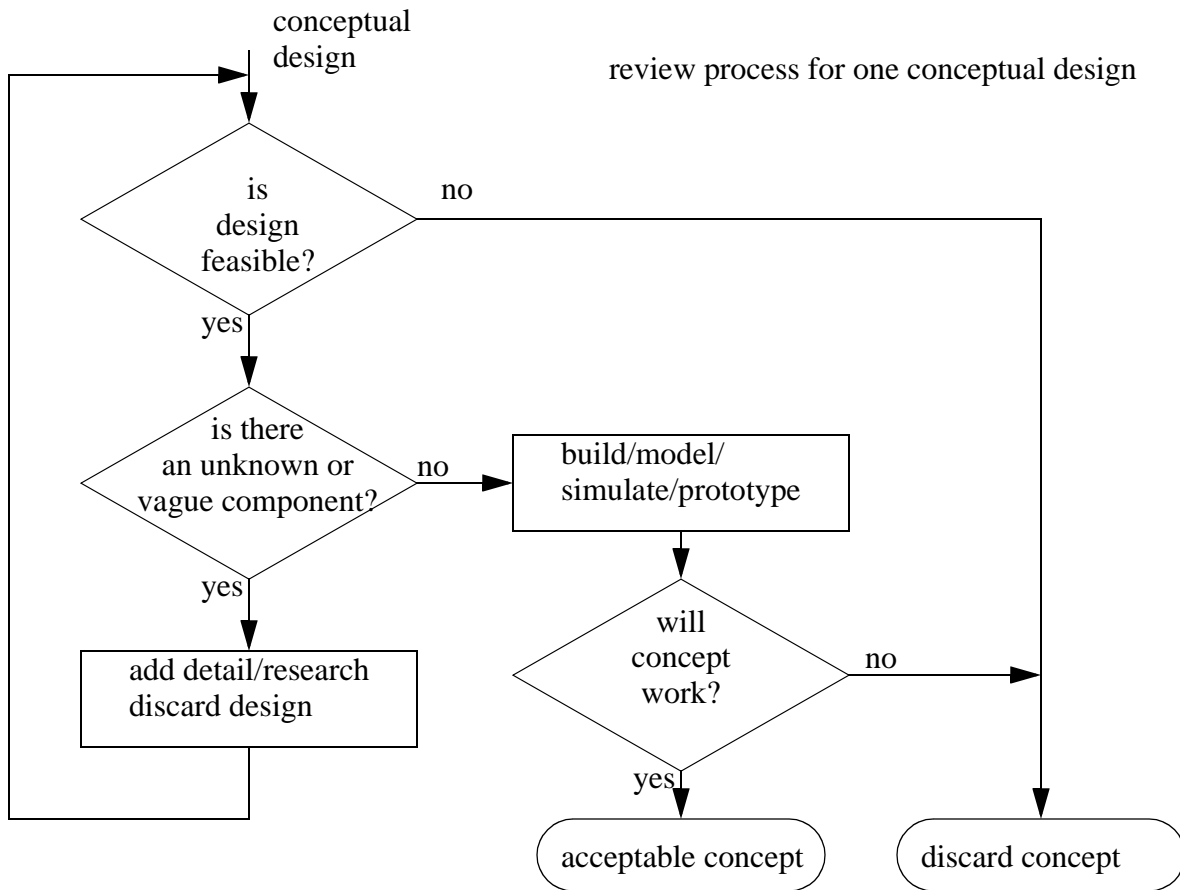 conceptual
design
review process for one conceptual design
is
design
feasible?
no
yes
is there
an unknown or
vague component?
no
build/model/
simulate/prototype
yes
add detail/research
discard design
will
concept
work?
no
yes
acceptable concept
discard concept